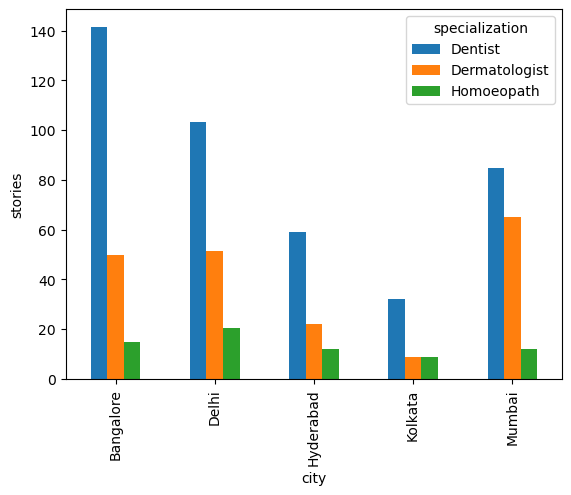 specialization
Dentist
Dermatologist
Homoeopath
140
120
100
80
60
40
20
0
stories
Bangalore
Delhi
Hyderabad
Kolkata
Mumbai
city